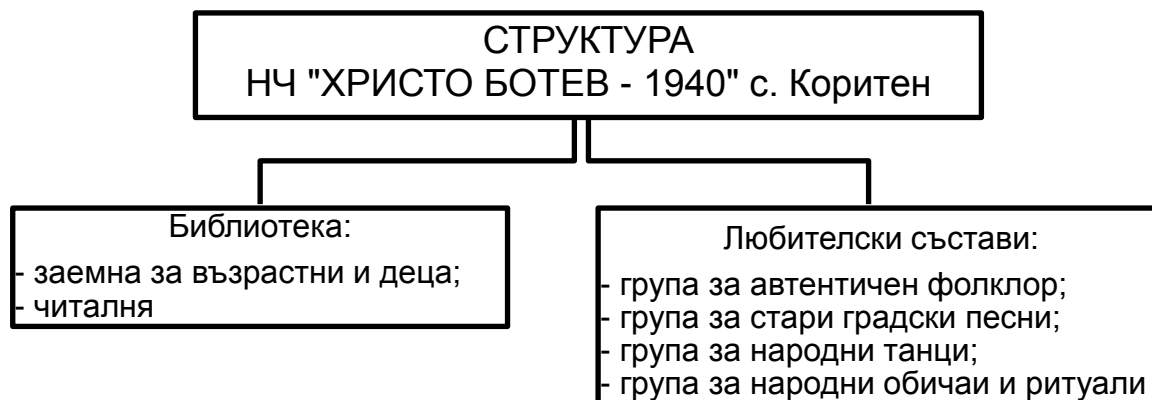 СТРУКТУРА
НЧ "ХРИСТО БОТЕВ - 1940" с. Коритен
Библиотека:
- заемна за възрастни и деца;
- читалня
Любителски състави:
- група за автентичен фолклор;
- група за стари градски песни;
- група за народни танци;
- група за народни обичаи и ритуали